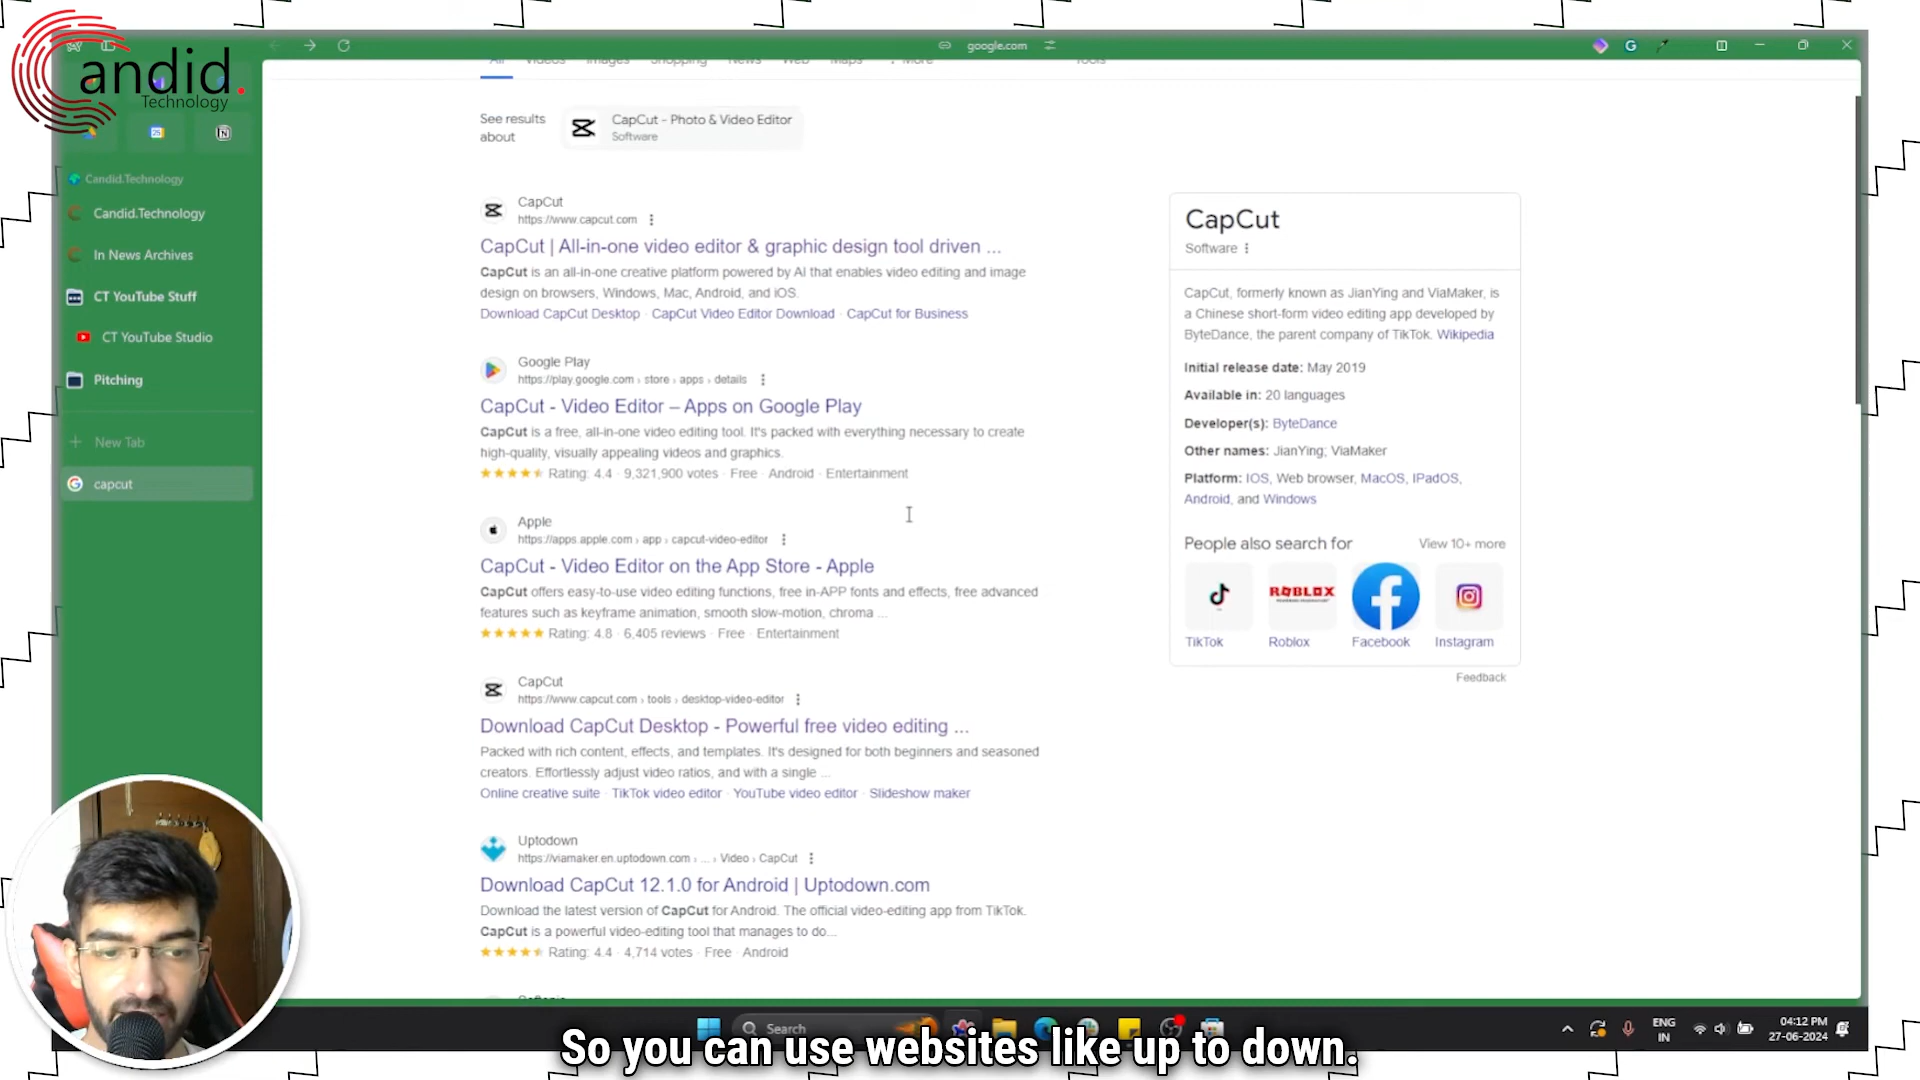 andid.
Technology
google.com
All Videos Images Shopping News Web Maps More Tools
See results
about
CapCut - Photo & Video Editor
Software
Candid.Technology
Candid.Technology
In News Archives
CT YouTube Stuff
CT YouTube Studio
Pitching
New Tab
capcut
CapCut
https://www.capcut.com
CapCut | All-in-one video editor & graphic design tool driven ...
CapCut is an all-in-one creative platform powered by AI that enables video editing and image
design on browsers, Windows, Mac, Android, and iOS.
Download CapCut Desktop · CapCut Video Editor Download · CapCut for Business
Google Play
https://play.google.com › store › apps › details
CapCut - Video Editor – Apps on Google Play
CapCut is a free, all-in-one video editing tool. It's packed with everything necessary to create
high-quality, visually appealing videos and graphics.
Rating: 4.4 · 9,321,900 votes · Free · Android · Entertainment
Apple
https://apps.apple.com › app › capcut-video-editor
CapCut - Video Editor on the App Store - Apple
CapCut offers easy-to-use video editing functions, free in-APP fonts and effects, free advanced
features such as keyframe animation, smooth slow-motion, chroma ...
Rating: 4.8 · 6,405 reviews · Free · Entertainment
CapCut
https://www.capcut.com › tools › desktop-video-editor
Download CapCut Desktop - Powerful free video editing ...
Packed with rich content, effects, and templates. It's designed for both beginners and seasoned
creators. Effortlessly adjust video ratios, and with a single ...
Online creative suite · TikTok video editor · YouTube video editor · Slideshow maker
Uptodown
https://viamaker.en.uptodown.com › ... › Video › CapCut
Download CapCut 12.1.0 for Android | Uptodown.com
Download the latest version of CapCut for Android. The official video-editing app from TikTok.
CapCut is a powerful video-editing tool that manages to do...
Rating: 4.4 · 4,714 votes · Free · Android
CapCut
Software
CapCut, formerly known as JianYing and ViaMaker, is
a Chinese short-form video editing app developed by
ByteDance, the parent company of TikTok. Wikipedia
Initial release date: May 2019
Available in: 20 languages
Developer(s): ByteDance
Other names: JianYing; ViaMaker
Platform: IOS, Web browser, MacOS, IPadOS,
Android, and Windows
People also search for
View 10+ more
ROBLOX
TikTok Roblox Facebook Instagram
Feedback
Search
ENG
IN
04:12 PM
27-06-2024
So you can use websites like up to down.